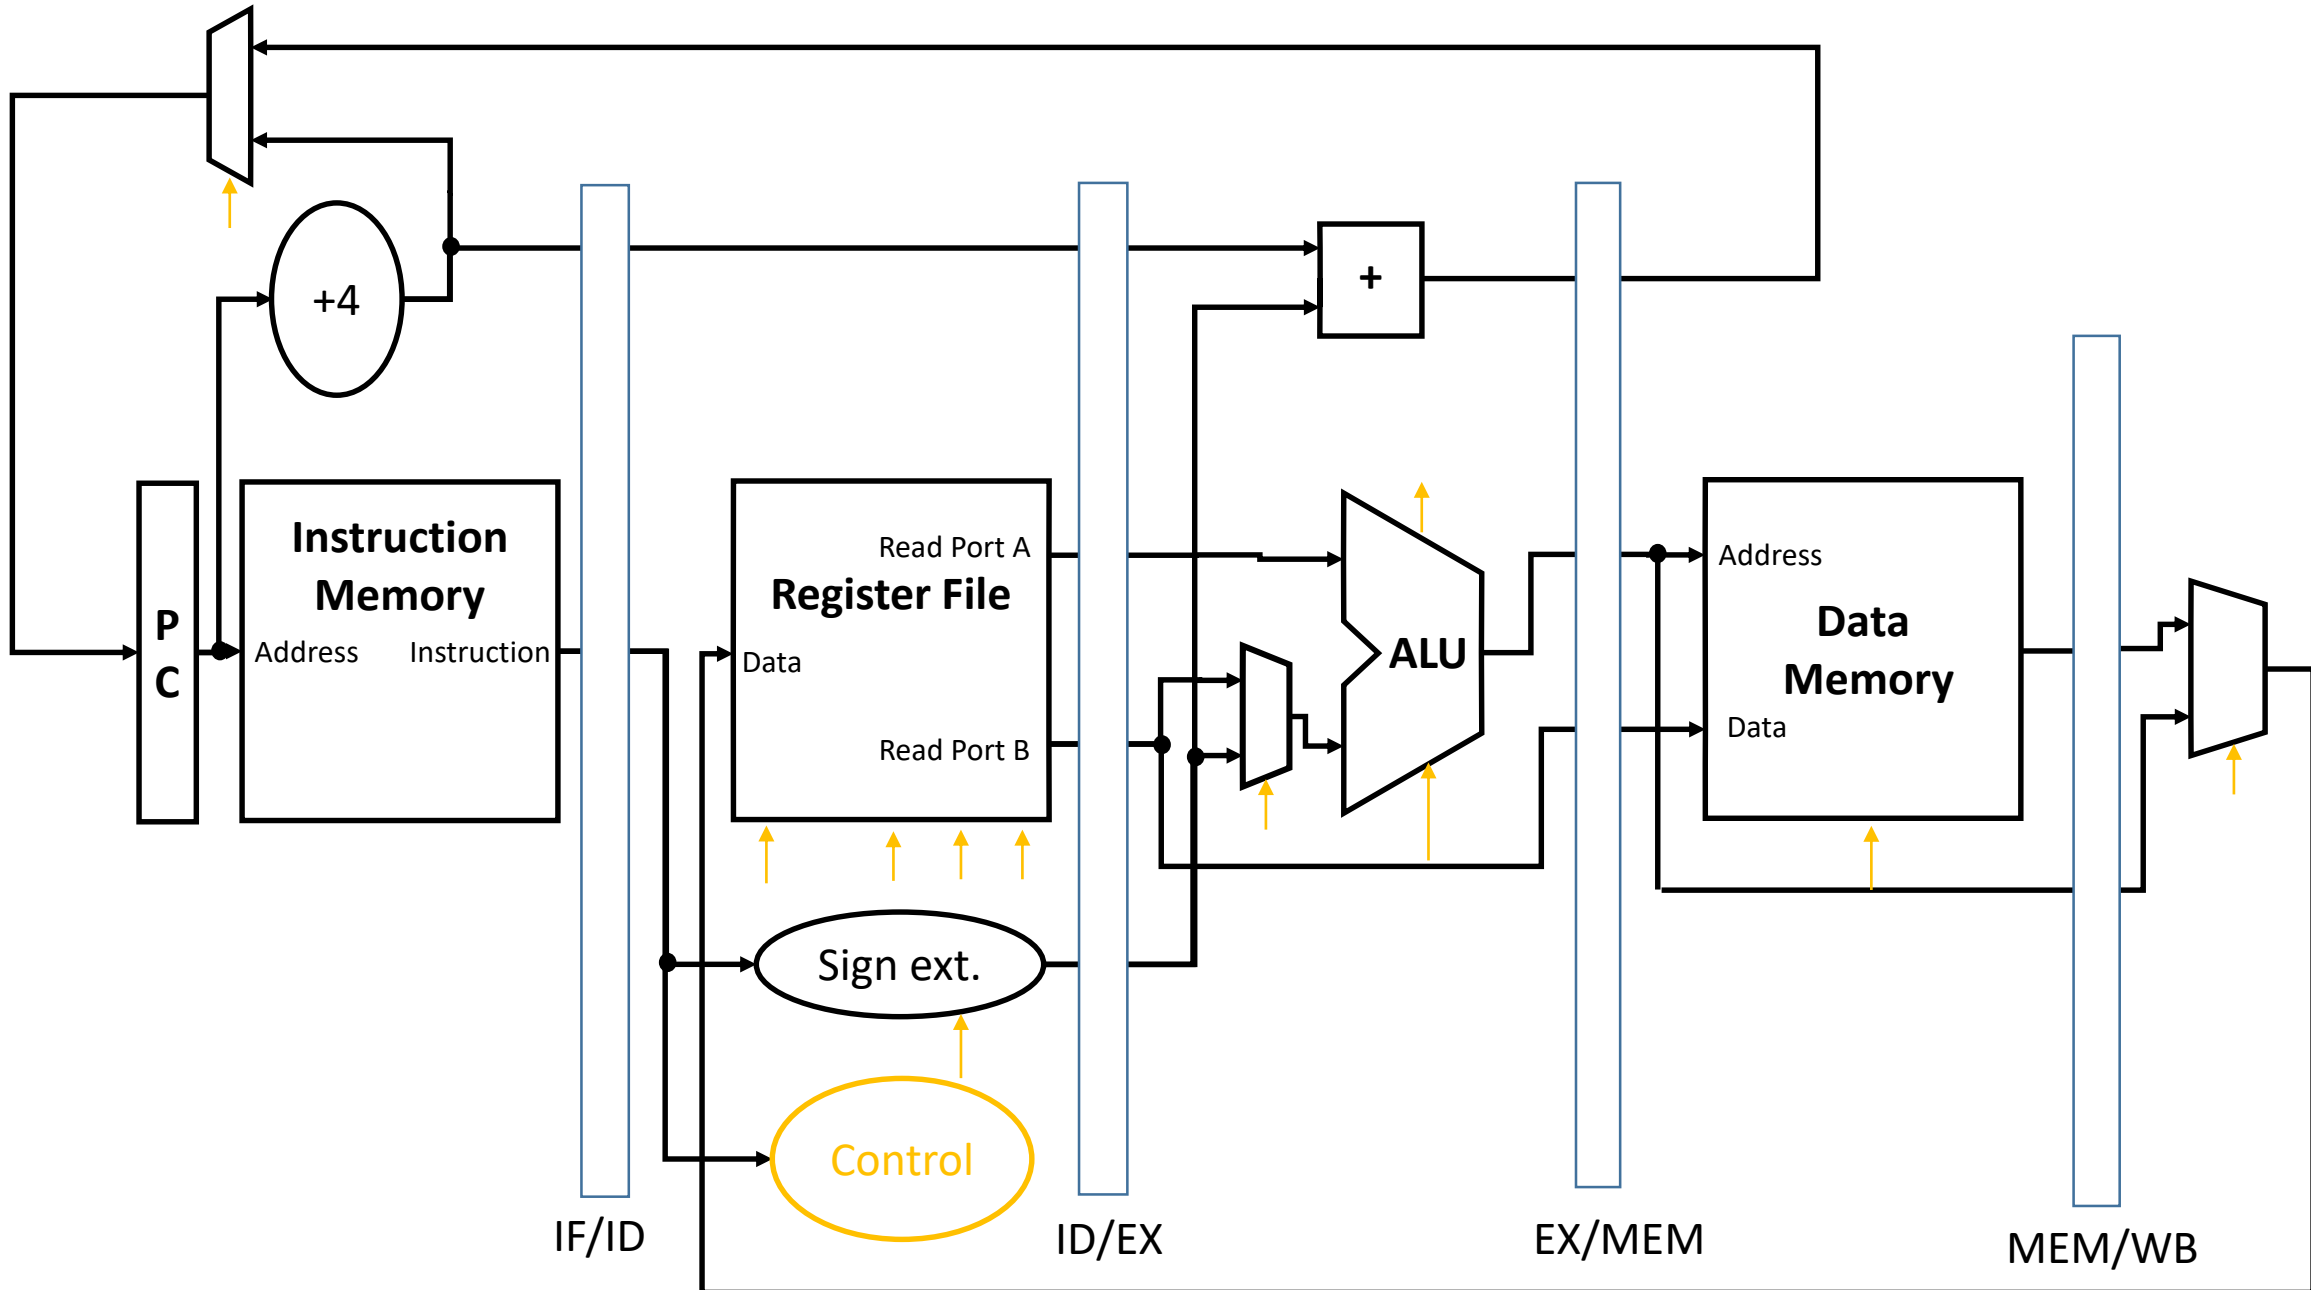 +4
+
P
C
Instruction
Memory
Address
Instruction
Read Port A
Register File
Data
Read Port B
ALU
Address
Data
Memory
Data
Sign ext.
Control
IF/ID
ID/EX
EX/MEM
MEM/WB